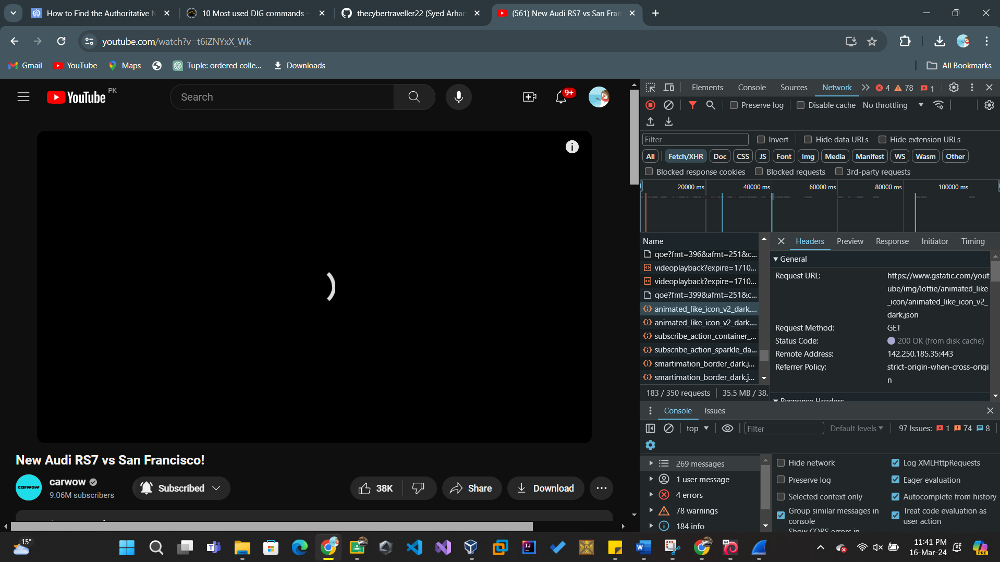 How to Find the Authoritative N
10 Most used DIG commands -
thecybertraveller22 (Syed Arhan
(561) New Audi RS7 vs San Fran
youtube.com/watch?v=t6iZNYxX_Wk
Gmail
YouTube
Maps
Tuple: ordered colle...
Downloads
All Bookmarks
YouTube PK
Search
9+
Elements
Console
Sources
Network
4
78
1
Preserve log
Disable cache
No throttling
Filter
Invert
Hide data URLs
Hide extension URLs
All
Fetch/XHR
Doc
CSS
JS
Font
Img
Media
Manifest
WS
Wasm
Other
Blocked response cookies
Blocked requests
3rd-party requests
20000 ms
40000 ms
60000 ms
80000 ms
100000 ms
Name
Headers
Preview
Response
Initiator
Timing
qoe?fmt=396&afmt=251&c...
videoplayback?expire=1710...
videoplayback?expire=1710...
qoe?fmt=399&afmt=251&c...
animated_like_icon_v2_dark....
animated_like_icon_v2_dark....
subscribe_action_container_...
subscribe_action_sparkle_da...
smartimation_border_dark.j...
smartimation_border_dark.j...
General
Request URL:
https://www.gstatic.com/yout
ube/img/lottie/animated_like
_icon/animated_like_icon_v2_
dark.json
Request Method:
GET
Status Code:
200 OK (from disk cache)
Remote Address:
142.250.185.35:443
Referrer Policy:
strict-origin-when-cross-origi
n
Response Headers
183 / 350 requests
35.5 MB / 38.
Console
Issues
top
Filter
Default levels
97 Issues:
1
74
8
269 messages
1 user message
4 errors
78 warnings
184 info
Hide network
Log XMLHttpRequests
Preserve log
Eager evaluation
Selected context only
Autocomplete from history
Group similar messages in
console
Treat code evaluation as
user action
Show CORS errors in
New Audi RS7 vs San Francisco!
carwow
carwow
9.06M subscribers
Subscribed
38K
Share
Download
15°
DOS
64
PRE
11:41 PM
16-Mar-24